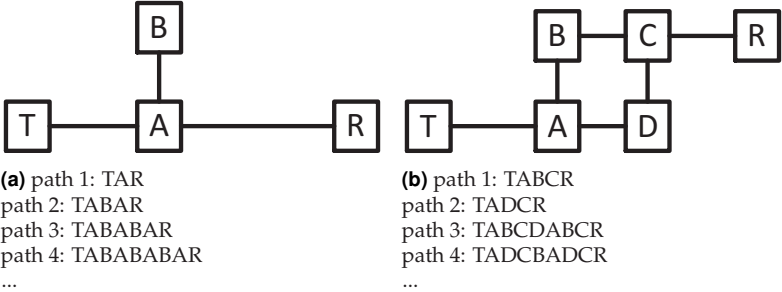 B
T A R
(a) path 1: TAR
path 2: TABAR
path 3: TABABAR
path 4: TABABABAR
...
B C R
T A D
(b) path 1: TABCR
path 2: TADCR
path 3: TABCDABCR
path 4: TADCBADCR
...